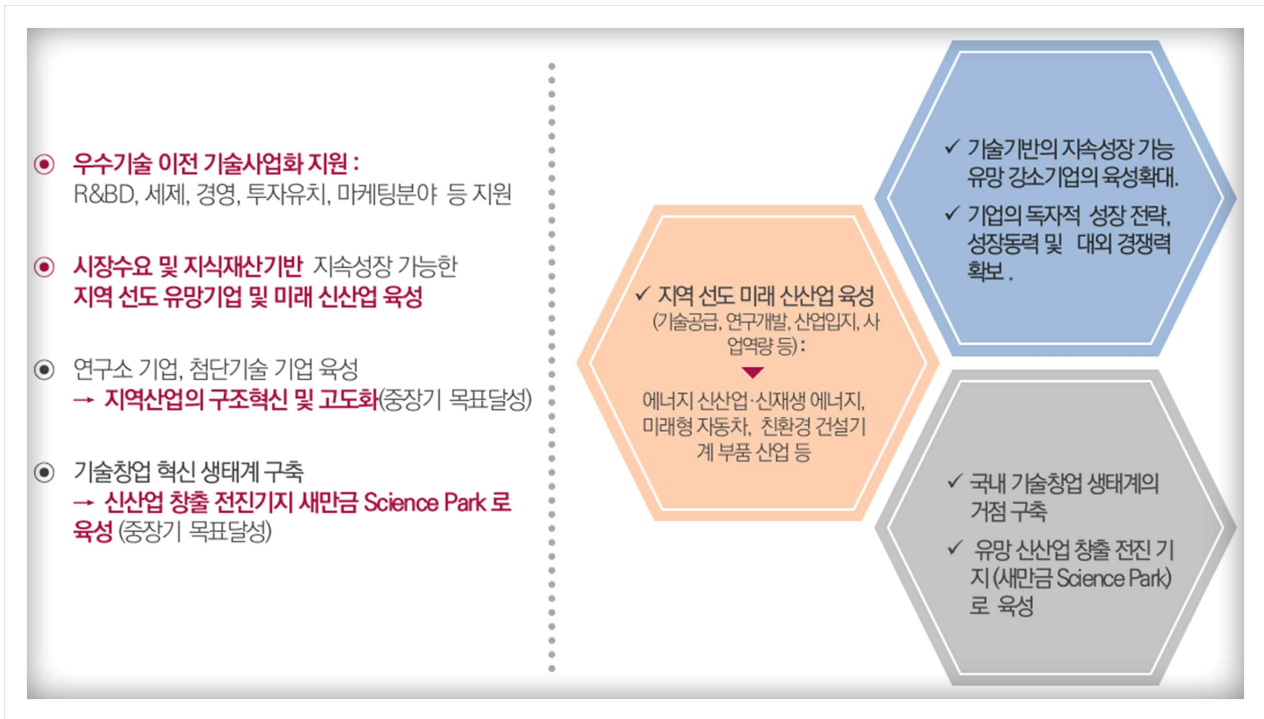 우수기술 이전 기술사업화 지원 :
R&BD, 세제, 경영, 투자유치, 마케팅분야 등 지원
시장수요 및 지식재산기반 지속성장 가능한
지역 선도 유망기업 및 미래 신산업 육성
연구소 기업, 첨단기술 기업 육성
→ 지역산업의 구조혁신 및 고도화(중장기 목표달성)
기술창업 혁신 생태계 구축
→ 신산업 창출 전진기지 새만금 Science Park 로
육성 (중장기 목표달성)
✓ 지역 선도 미래 신산업 육성
(기술공급, 연구개발, 산업입지, 사
업역량 등) :
에너지 신산업·신재생 에너지,
미래형 자동차, 친환경 건설기
계 부품 산업 등
✓ 기술기반의 지속성장 가능
유망 강소기업의 육성확대.
✓ 기업의 독자적 성장 전략,
성장동력 및 대외 경쟁력
확보 .
✓ 국내 기술창업 생태계의
거점 구축
✓ 유망 신산업 창출 전진 기
지 (새만금 Science Park)
로 육성